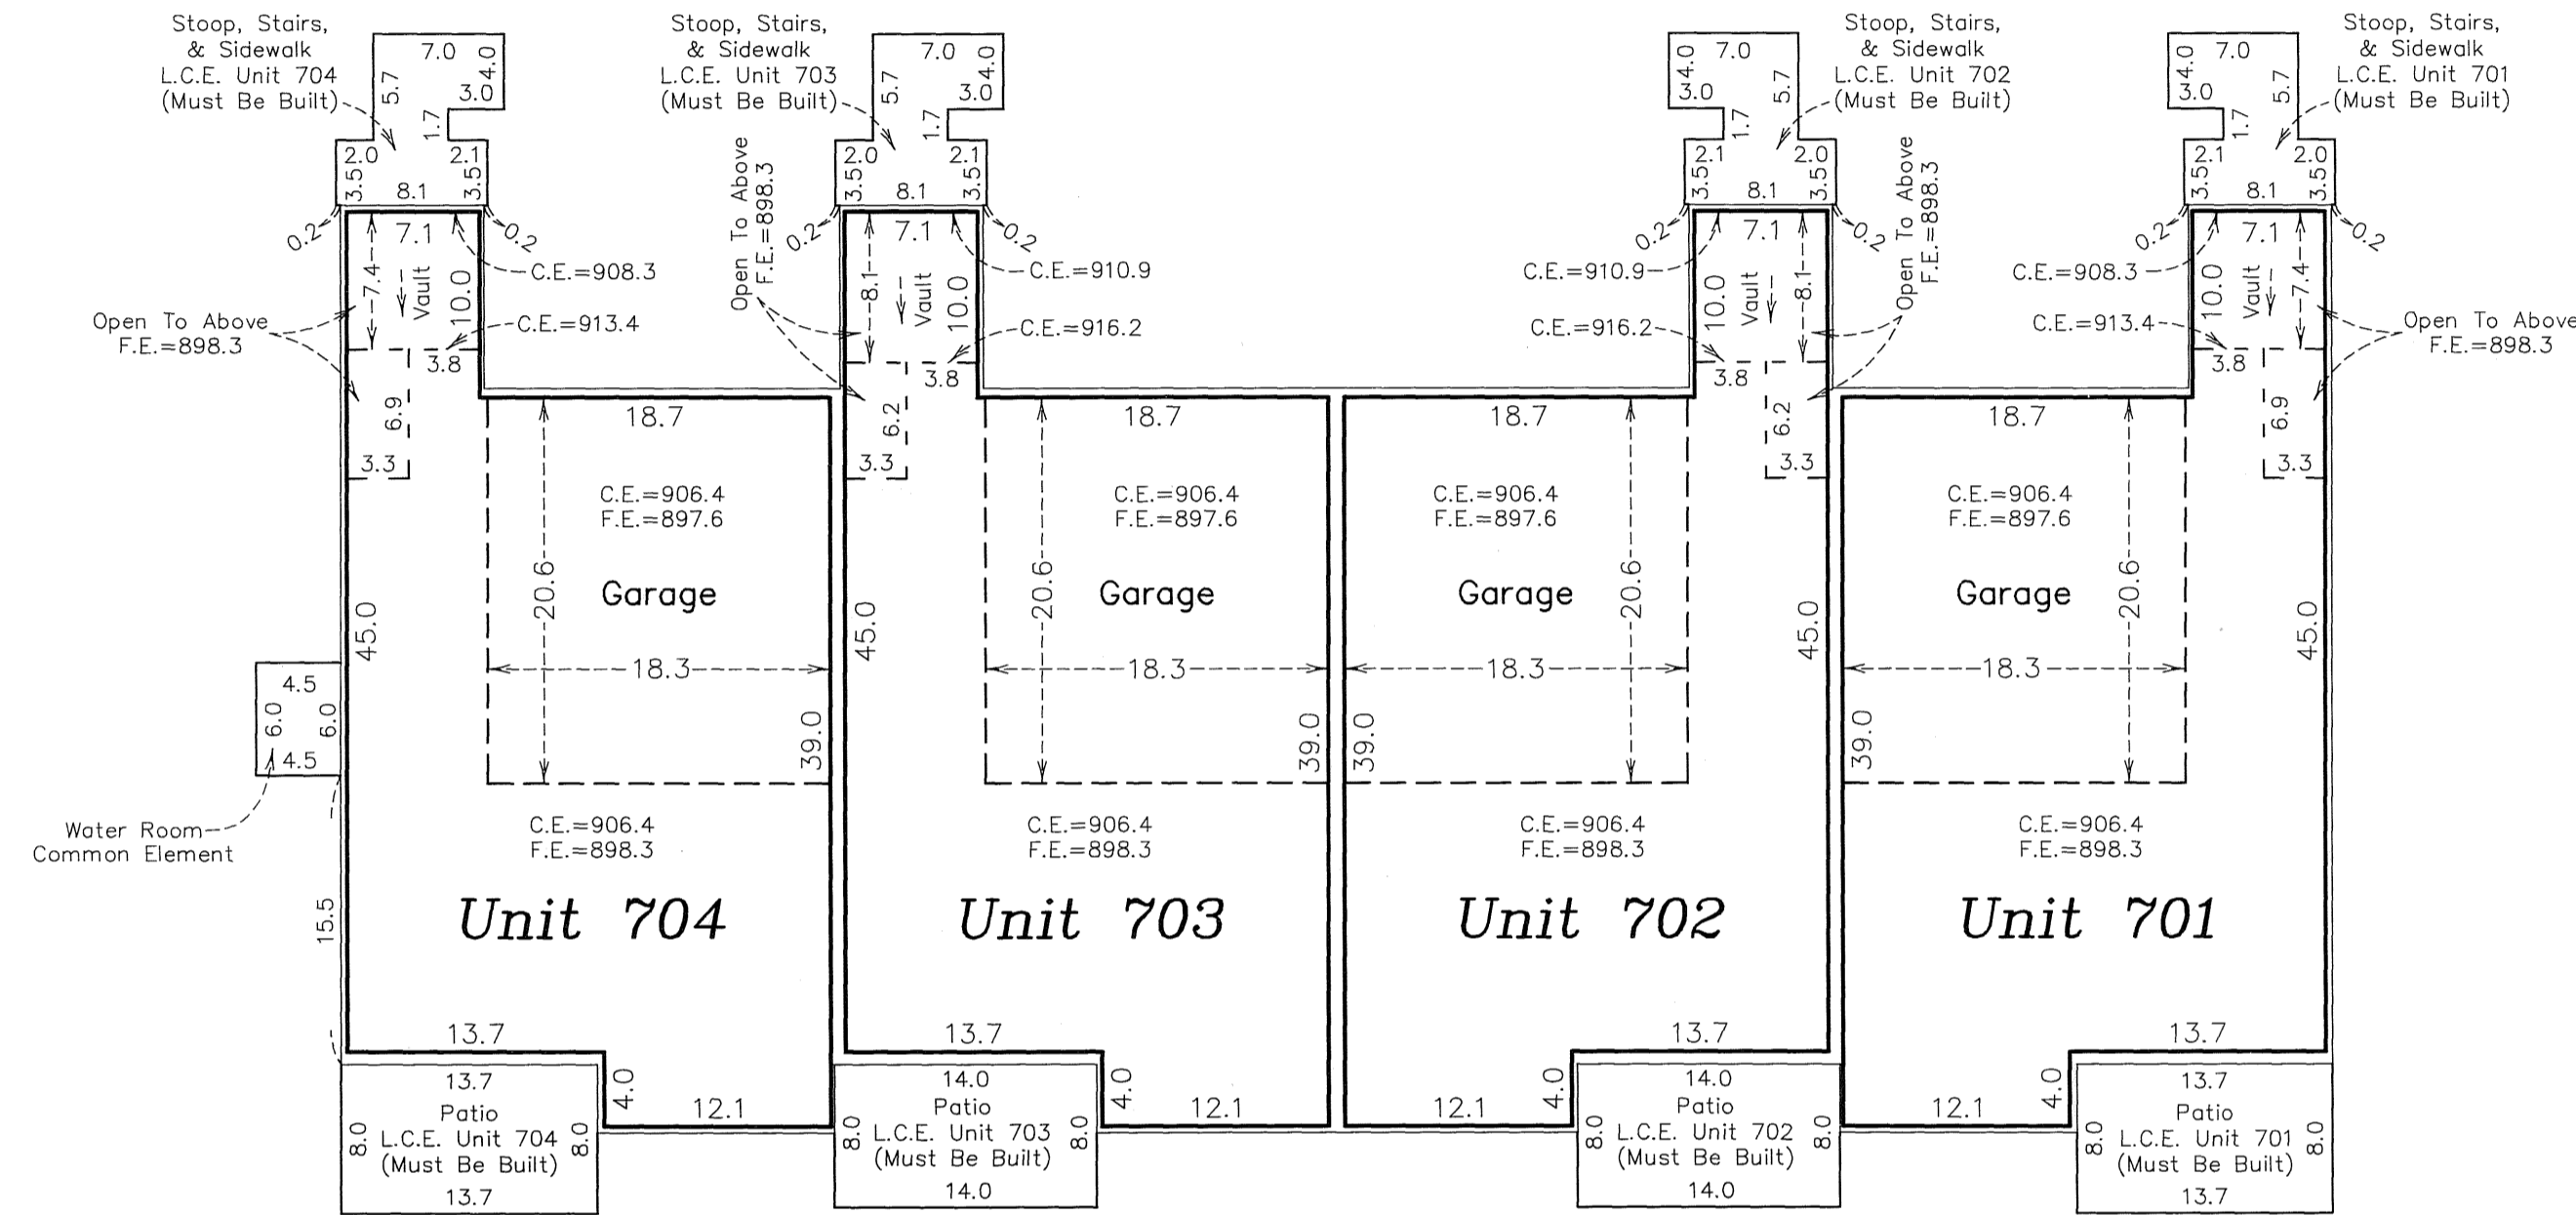 Stoop, Stairs,
& Sidewalk
L.C.E. Unit 704
(Must Be Built)
7.0
4.0
5.7
3.0
1.7
2.0
2.1
3.5
8.1
3.5
0.2
0.2
7.1
7.4
Vault
10.0
C.E.=908.3
C.E.=913.4
Open To Above
F.E.=898.3
3.8
6.9
3.3
18.7
C.E.=906.4
F.E.=897.6
20.6
Garage
18.3
45.0
39.0
4.5
6.0
6.0
4.5
Water Room
Common Element
15.5
C.E.=906.4
F.E.=898.3
Unit 704
13.7
4.0
12.1
13.7
Patio
8.0
L.C.E. Unit 704
8.0
(Must Be Built)
13.7
Stoop, Stairs,
& Sidewalk
L.C.E. Unit 703
(Must Be Built)
7.0
4.0
5.7
3.0
1.7
2.0
2.1
3.5
8.1
3.5
0.2
0.2
Open To Above
F.E.=898.3
7.1
8.1
Vault
10.0
C.E.=910.9
C.E.=916.2
3.8
6.2
3.3
18.7
C.E.=906.4
F.E.=897.6
20.6
Garage
18.3
45.0
39.0
C.E.=906.4
F.E.=898.3
Unit 703
13.7
4.0
12.1
14.0
Patio
8.0
L.C.E. Unit 703
8.0
(Must Be Built)
14.0
Stoop, Stairs,
& Sidewalk
L.C.E. Unit 702
(Must Be Built)
4.0
7.0
3.0
5.7
1.7
2.1
2.0
3.5
8.1
3.5
0.2
0.2
Open To Above
F.E.=898.3
7.1
C.E.=910.9
C.E.=916.2
10.0
Vault
8.1
3.8
6.2
3.3
18.7
C.E.=906.4
F.E.=897.6
20.6
Garage
18.3
45.0
39.0
C.E.=906.4
F.E.=898.3
Unit 702
13.7
4.0
12.1
14.0
Patio
8.0
L.C.E. Unit 702
8.0
(Must Be Built)
14.0
Stoop, Stairs,
& Sidewalk
L.C.E. Unit 701
(Must Be Built)
4.0
7.0
3.0
5.7
1.7
2.1
2.0
3.5
8.1
3.5
0.2
0.2
7.1
C.E.=908.3
C.E.=913.4
10.0
Vault
7.4
Open To Above
F.E.=898.3
3.8
6.9
3.3
18.7
C.E.=906.4
F.E.=897.6
20.6
Garage
18.3
45.0
39.0
C.E.=906.4
F.E.=898.3
Unit 701
13.7
4.0
12.1
13.7
Patio
8.0
L.C.E. Unit 701
8.0
(Must Be Built)
13.7